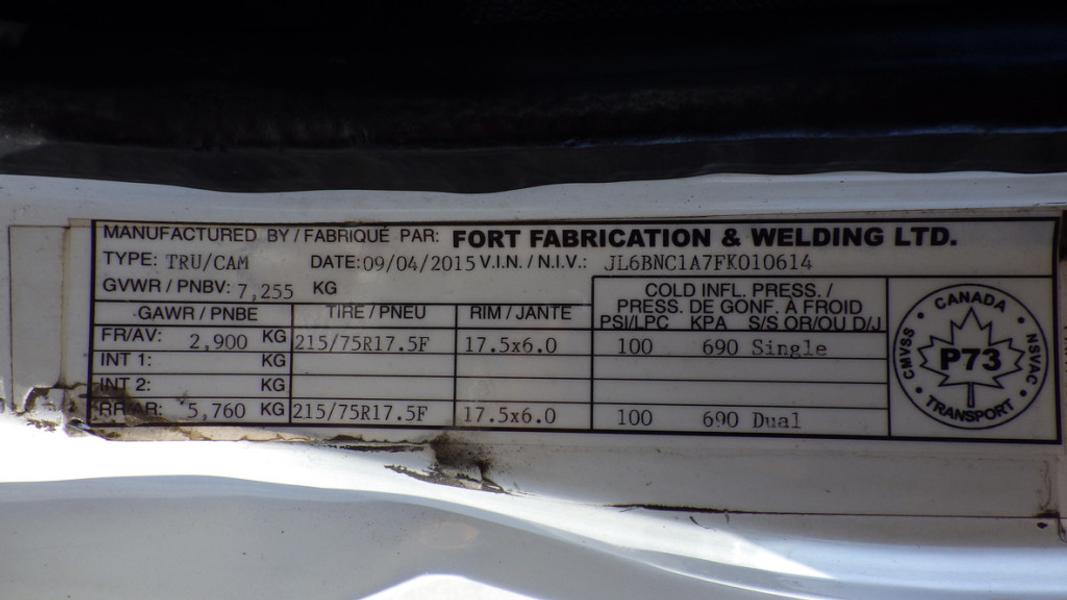 MANUFACTURED BY / FABRIQUÉ PAR: FORT FABRICATION & WELDING LTD.
TYPE: TRU/CAM DATE: 09/04/2015 V.I.N. / N.I.V.: JL6BNC1A7FK010614
GVWR / PNBV: 7,255 KG
COLD INFL. PRESS. /
PRESS. DE GONF. À FROID
GAWR / PNBE TIRE / PNEU RIM / JANTE PSI/LPC KPA S/S OR/OU D/J
FR/AV: 2,900 KG 215/75R17.5F 17.5x6.0 100 690 Single
INT 1: KG
INT 2: KG
RR/AR: 5,760 KG 215/75R17.5F 17.5x6.0 100 690 Dual
CANADA
CMVSS
P73
NSVAC
TRANSPORT